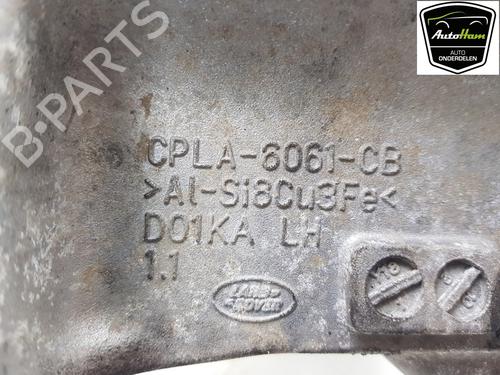 AutoHam
AUTO
ONDERDELEN
B-PARTS
CPLA-6061-CB
>Al-Si8Cu3Fe<
D01KA LH
1.1
LAND-
ROVER